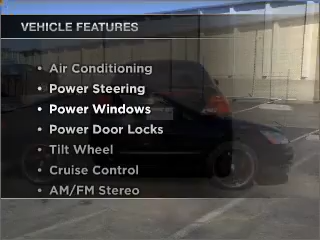 VEHICLE FEATURES
• Air Conditioning
• Power Steering
• Power Windows
• Power Door Locks
• Tilt Wheel
• Cruise Control
• AM/FM Stereo